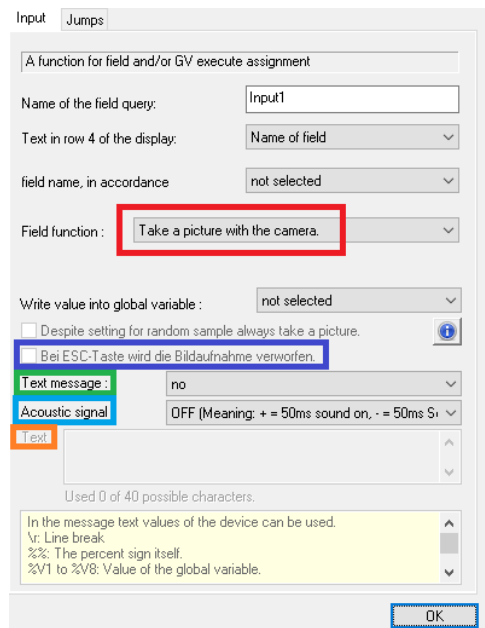 Input Jumps
A function for field and/or GV execute assignment
Name of the field query: Input1
Text in row 4 of the display: Name of field
field name, in accordance not selected
Field function : Take a picture with the camera.
Write value into global variable : not selected
Despite setting for random sample always take a picture.
Bei ESC-Taste wird die Bildaufnahme verworfen.
Text message : no
Acoustic signal OFF (Meaning: + = 50ms sound on, - = 50ms S
Text
Used 0 of 40 possible characters.
In the message text values of the device can be used.
\r: Line break
%%: The percent sign itself.
%V1 to %V8: Value of the global variable.
OK